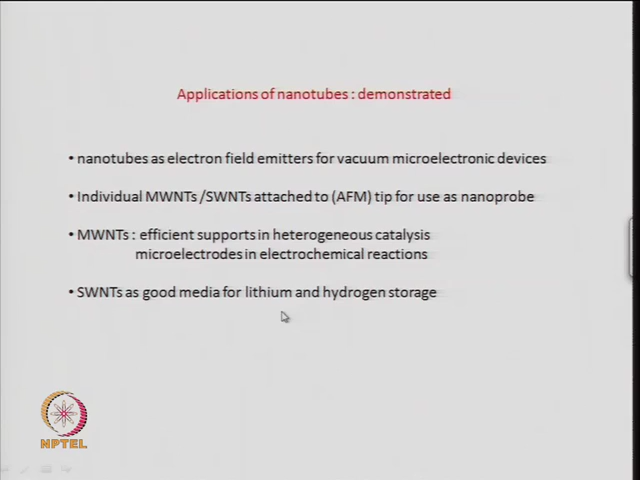 Applications of nanotubes : demonstrated
• nanotubes as electron field emitters for vacuum microelectronic devices
• Individual MWNTs /SWNTs attached to (AFM) tip for use as nanoprobe
• MWNTs : efficient supports in heterogeneous catalysis
microelectrodes in electrochemical reactions
• SWNTs as good media for lithium and hydrogen storage
NPTEL